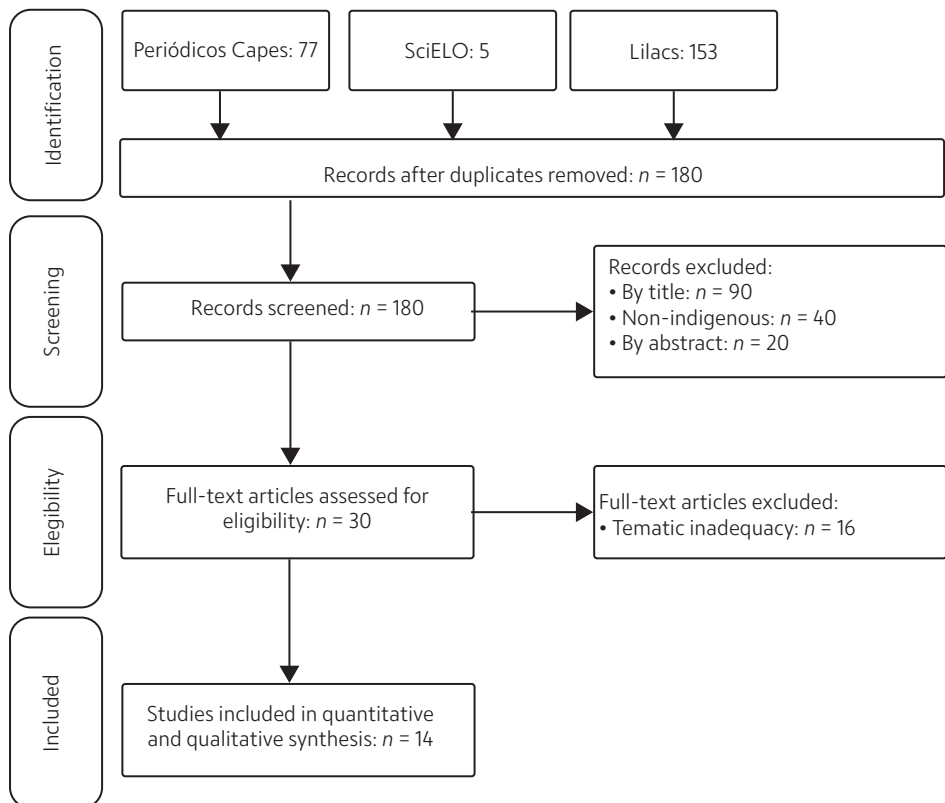 Identification
Periódicos Capes: 77
SciELO: 5
Lilacs: 153
Records after duplicates removed: n = 180
Screening
Records screened: n = 180
Records excluded:
• By title: n = 90
• Non-indigenous: n = 40
• By abstract: n = 20
Elegibility
Full-text articles assessed for
eligibility: n = 30
Full-text articles excluded:
• Tematic inadequacy: n = 16
Included
Studies included in quantitative
and qualitative synthesis: n = 14